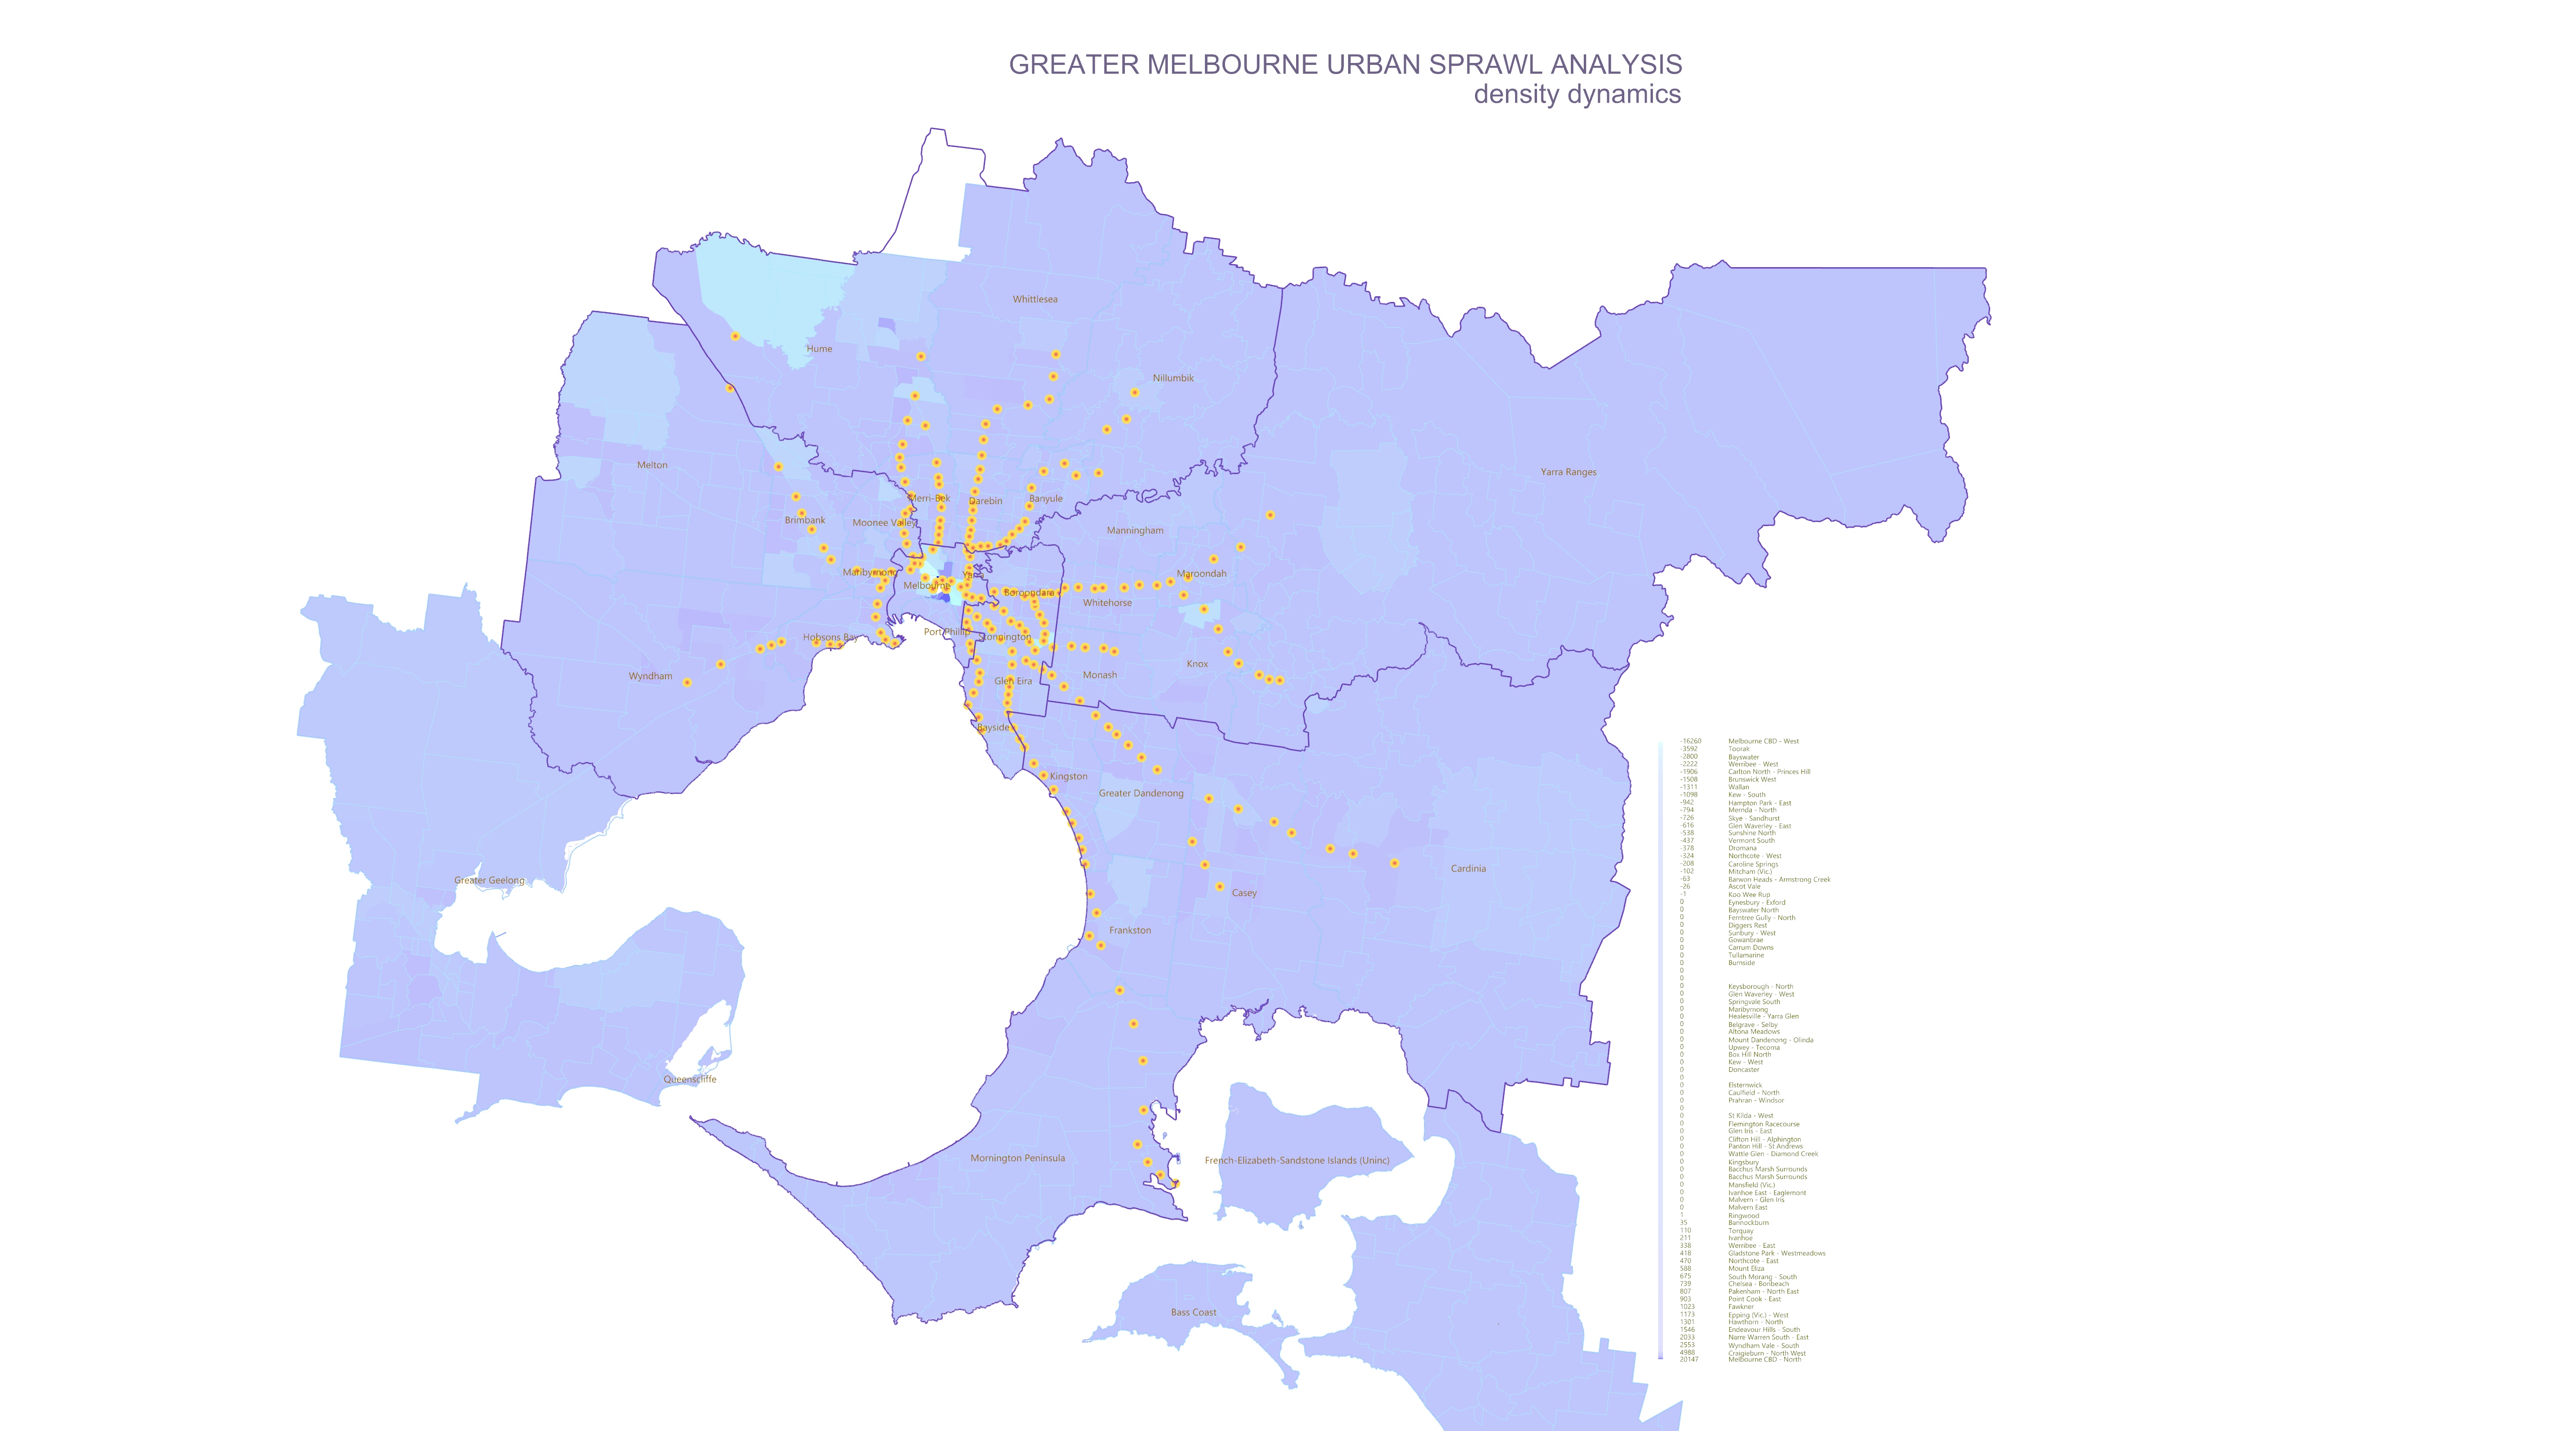 GREATER MELBOURNE URBAN SPRAWL ANALYSIS
density dynamics
Whittlesea
Hume
Nillumbik
Melton
Yarra Ranges
Merri-Bek
Darebin
Banyule
Brimbank
Moonee Valley
Manningham
Maribyrnong
Yarra
Maroondah
Melbourne
Boroondara
Whitehorse
Port Phillip
Stonnington
Hobsons Bay
Knox
Wyndham
Monash
Glen Eira
Bayside
Kingston
Greater Dandenong
Cardinia
Greater Geelong
Casey
Frankston
Queenscliffe
Mornington Peninsula
French-Elizabeth-Sandstone Islands (Uninc)
Bass Coast
-16260 Melbourne CBD - West
-3592 Toorak
-2800 Bayswater
-2222 Werribee - West
-1906 Carlton North - Princes Hill
-1508 Brunswick West
-1311 Wallan
-1098 Kew - South
-942 Hampton Park - East
-794 Mernda - North
-726 Skye - Sandhurst
-616 Glen Waverley - East
-538 Sunshine North
-437 Vermont South
-378 Dromana
-324 Northcote - West
-208 Caroline Springs
-102 Mitcham (Vic.)
-63 Barwon Heads - Armstrong Creek
-26 Ascot Vale
-1 Koo Wee Rup
0 Eynesbury - Exford
0 Bayswater North
0 Ferntree Gully - North
0 Diggers Rest
0 Sunbury - West
0 Gowanbrae
0 Carrum Downs
0 Tullamarine
0 Burnside
0
0
0 Keysborough - North
0 Glen Waverley - West
0 Springvale South
0 Maribyrnong
0 Healesville - Yarra Glen
0 Belgrave - Selby
0 Altona Meadows
0 Mount Dandenong - Olinda
0 Upwey - Tecoma
0 Box Hill North
0 Kew - West
0 Doncaster
0
0 Elsternwick
0 Caulfield - North
0 Prahran - Windsor
0
0 St Kilda - West
0 Flemington Racecourse
0 Glen Iris - East
0 Clifton Hill - Alphington
0 Panton Hill - St Andrews
0 Wattle Glen - Diamond Creek
0 Kingsbury
0 Bacchus Marsh Surrounds
0 Bacchus Marsh Surrounds
0 Mansfield (Vic.)
0 Ivanhoe East - Eaglemont
0 Malvern - Glen Iris
0 Malvern East
1 Ringwood
35 Bannockburn
110 Torquay
211 Ivanhoe
338 Werribee - East
418 Gladstone Park - Westmeadows
470 Northcote - East
588 Mount Eliza
675 South Morang - South
739 Chelsea - Bonbeach
807 Pakenham - North East
903 Point Cook - East
1023 Fawkner
1173 Epping (Vic.) - West
1301 Hawthorn - North
1546 Endeavour Hills - South
2033 Narre Warren South - East
2553 Wyndham Vale - South
4988 Craigieburn - North West
20147 Melbourne CBD - North